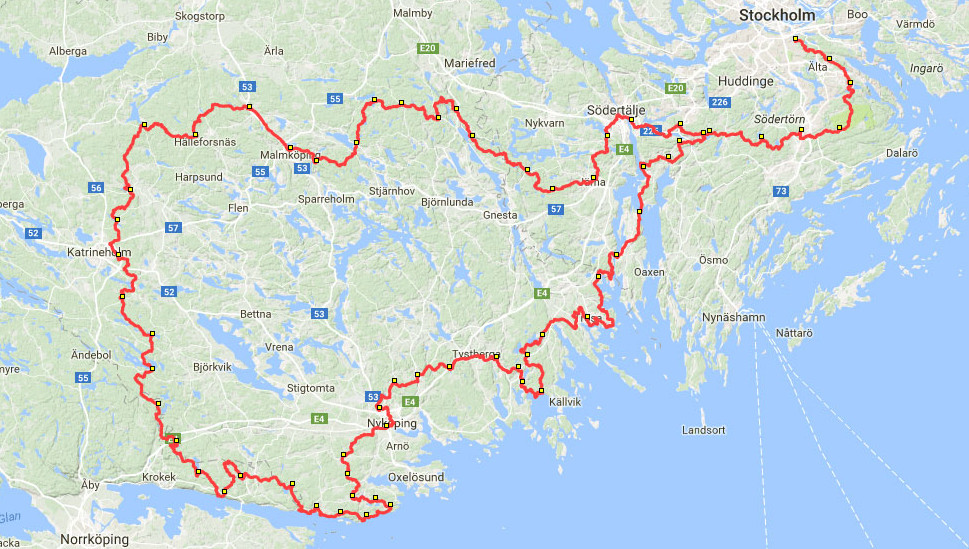 Skogstorp
Malmby
Stockholm
Boo
Värmdö
Biby
Alberga
Ärla
E20
Mariefred
Älta
Ingarö
Huddinge
53
55
E20
226
Södertälje
Nykvarn
Södertörn
Hälleforsnäs
E4
Malmköping
53
Dalarö
55
Harpsund
Järna
56
Stjärnhov
73
Sparreholm
Björnlunda
Flen
Gnesta
57
52
57
Katrineholm
Ösmo
Oaxen
52
E4
Bettna
53
Nynäshamn
Trosa
Nåttarö
Vrena
Ändebol
Tystberga
Björkvik
55
Stigtomta
53
E4
Källvik
E4
Nyköping
Landsort
Arnö
Krokek
Oxelösund
Åby
Glan
Norrköping